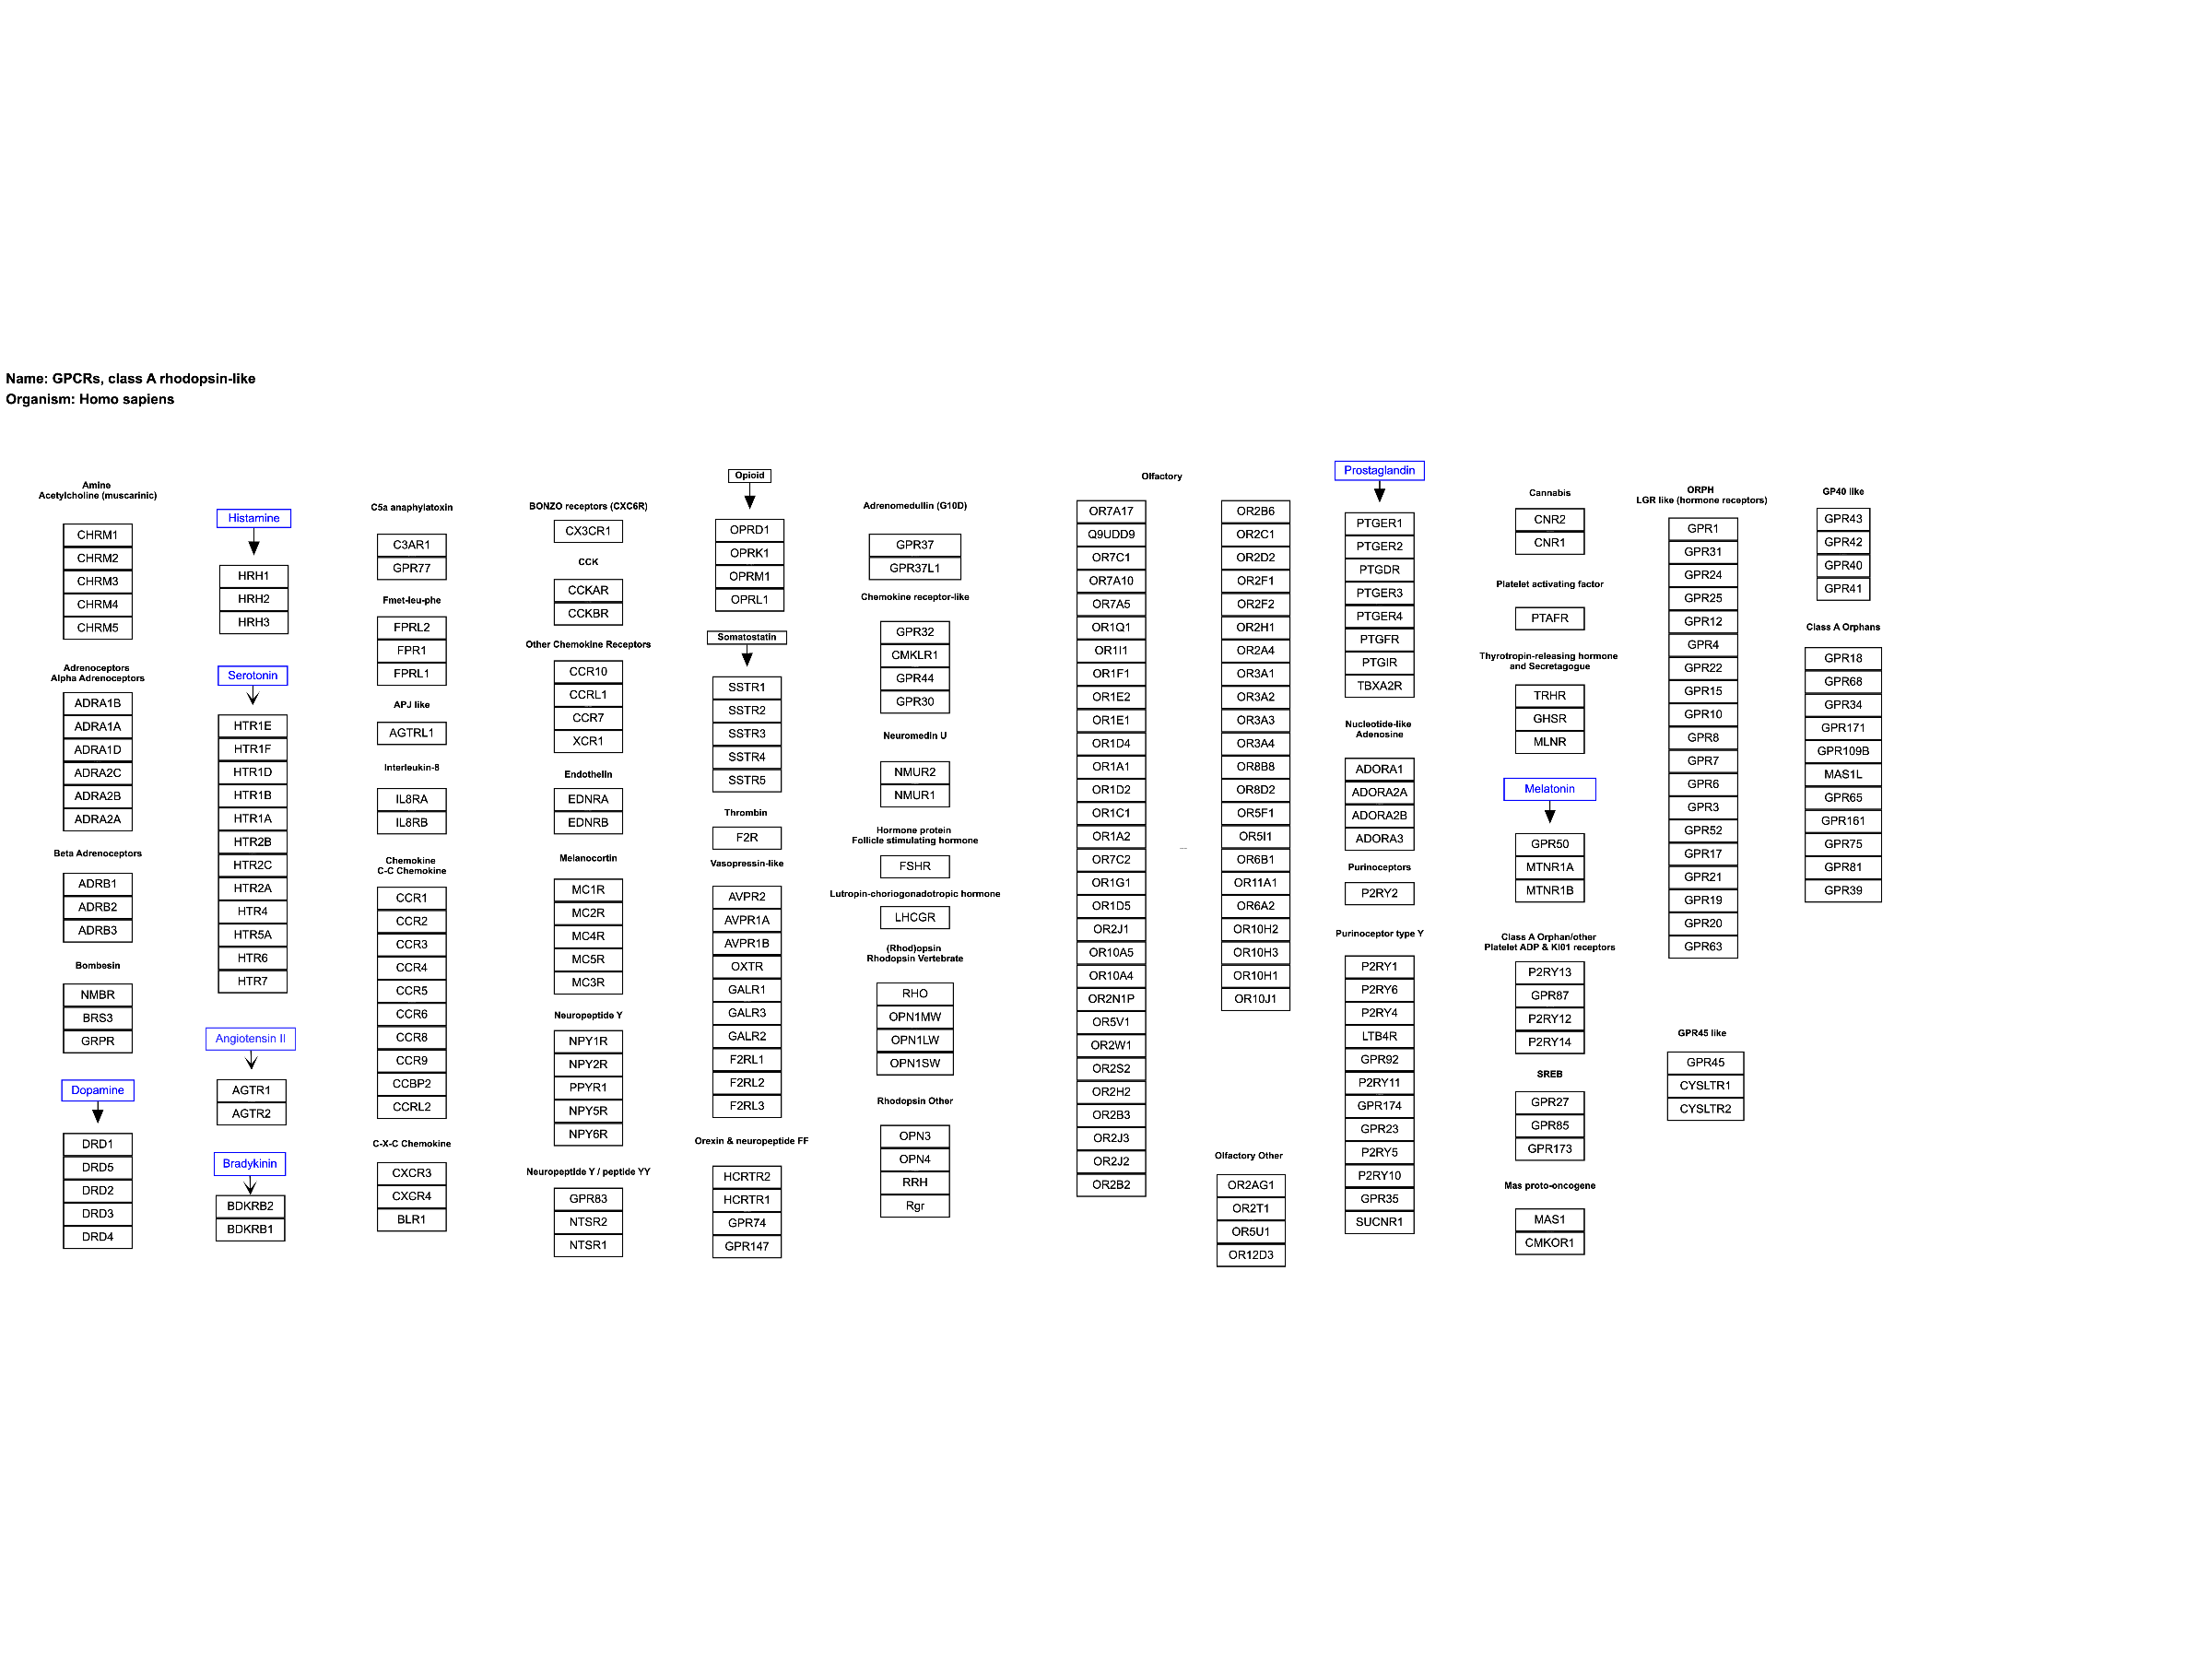 Name: GPCRs, class A rhodopsin-like
Organism: Homo sapiens
Amine
Acetylcholine (muscarinic)
CHRM1
CHRM2
CHRM3
CHRM4
CHRM5
Adrenoceptors
Alpha Adrenoceptors
ADRA1B
ADRA1A
ADRA1D
ADRA2C
ADRA2B
ADRA2A
Beta Adrenoceptors
ADRB1
ADRB2
ADRB3
Bombesin
NMBR
BRS3
GRPR
Dopamine
DRD1
DRD5
DRD2
DRD3
DRD4
Histamine
HRH1
HRH2
HRH3
Serotonin
HTR1E
HTR1F
HTR1D
HTR1B
HTR1A
HTR2B
HTR2C
HTR2A
HTR4
HTR5A
HTR6
HTR7
Angiotensin II
AGTR1
AGTR2
Bradykinin
BDKRB2
BDKRB1
C5a anaphylatoxin
C3AR1
GPR77
Fmet-leu-phe
FPRL2
FPR1
FPRL1
APJ like
AGTRL1
Interleukin-8
IL8RA
IL8RB
Chemokine
C-C Chemokine
CCR1
CCR2
CCR3
CCR4
CCR5
CCR6
CCR8
CCR9
CCBP2
CCRL2
C-X-C Chemokine
CXCR3
CXCR4
BLR1
BONZO receptors (CXC6R)
CX3CR1
CCK
CCKAR
CCKBR
Other Chemokine Receptors
CCR10
CCRL1
CCR7
XCR1
Endothelin
EDNRA
EDNRB
Melanocortin
MC1R
MC2R
MC4R
MC5R
MC3R
Neuropeptide Y
NPY1R
NPY2R
PPYR1
NPY5R
NPY6R
Neuropeptide Y / peptide YY
GPR83
NTSR2
NTSR1
Opioid
OPRD1
OPRK1
OPRM1
OPRL1
Somatostatin
SSTR1
SSTR2
SSTR3
SSTR4
SSTR5
Thrombin
F2R
Vasopressin-like
AVPR2
AVPR1A
AVPR1B
OXTR
GALR1
GALR3
GALR2
F2RL1
F2RL2
F2RL3
Orexin & neuropeptide FF
HCRTR2
HCRTR1
GPR74
GPR147
Adrenomedullin (G10D)
GPR37
GPR37L1
Chemokine receptor-like
GPR32
CMKLR1
GPR44
GPR30
Neuromedin U
NMUR2
NMUR1
Hormone protein
Follicle stimulating hormone
FSHR
Lutropin-choriogonadotropic hormone
LHCGR
(Rhod)opsin
Rhodopsin Vertebrate
RHO
OPN1MW
OPN1LW
OPN1SW
Rhodopsin Other
OPN3
OPN4
RRH
Rgr
Olfactory
OR7A17
Q9UDD9
OR7C1
OR7A10
OR7A5
OR1Q1
OR1I1
OR1F1
OR1E2
OR1E1
OR1D4
OR1A1
OR1D2
OR1C1
OR1A2
OR7C2
OR1G1
OR1D5
OR2J1
OR10A5
OR10A4
OR2N1P
OR5V1
OR2W1
OR2S2
OR2H2
OR2B3
OR2J3
OR2J2
OR2B2
OR2B6
OR2C1
OR2D2
OR2F1
OR2F2
OR2H1
OR2A4
OR3A1
OR3A2
OR3A3
OR3A4
OR8B8
OR8D2
OR5F1
OR5I1
OR6B1
OR11A1
OR6A2
OR10H2
OR10H3
OR10H1
OR10J1
Olfactory Other
OR2AG1
OR2T1
OR5U1
OR12D3
Prostaglandin
PTGER1
PTGER2
PTGDR
PTGER3
PTGER4
PTGFR
PTGIR
TBXA2R
Nucleotide-like
Adenosine
ADORA1
ADORA2A
ADORA2B
ADORA3
Purinoceptors
P2RY2
Purinoceptor type Y
P2RY1
P2RY6
P2RY4
LTB4R
GPR92
P2RY11
GPR174
GPR23
P2RY5
P2RY10
GPR35
SUCNR1
Cannabis
CNR2
CNR1
Platelet activating factor
PTAFR
Thyrotropin-releasing hormone
and Secretagogue
TRHR
GHSR
MLNR
Melatonin
GPR50
MTNR1A
MTNR1B
Class A Orphan/other
Platelet ADP & KI01 receptors
P2RY13
GPR87
P2RY12
P2RY14
SREB
GPR27
GPR85
GPR173
Mas proto-oncogene
MAS1
CMKOR1
ORPH
LGR like (hormone receptors)
GPR1
GPR31
GPR24
GPR25
GPR12
GPR4
GPR22
GPR15
GPR10
GPR8
GPR7
GPR6
GPR3
GPR52
GPR17
GPR21
GPR19
GPR20
GPR63
GPR45 like
GPR45
CYSLTR1
CYSLTR2
GP40 like
GPR43
GPR42
GPR40
GPR41
Class A Orphans
GPR18
GPR68
GPR34
GPR171
GPR109B
MAS1L
GPR65
GPR161
GPR75
GPR81
GPR39